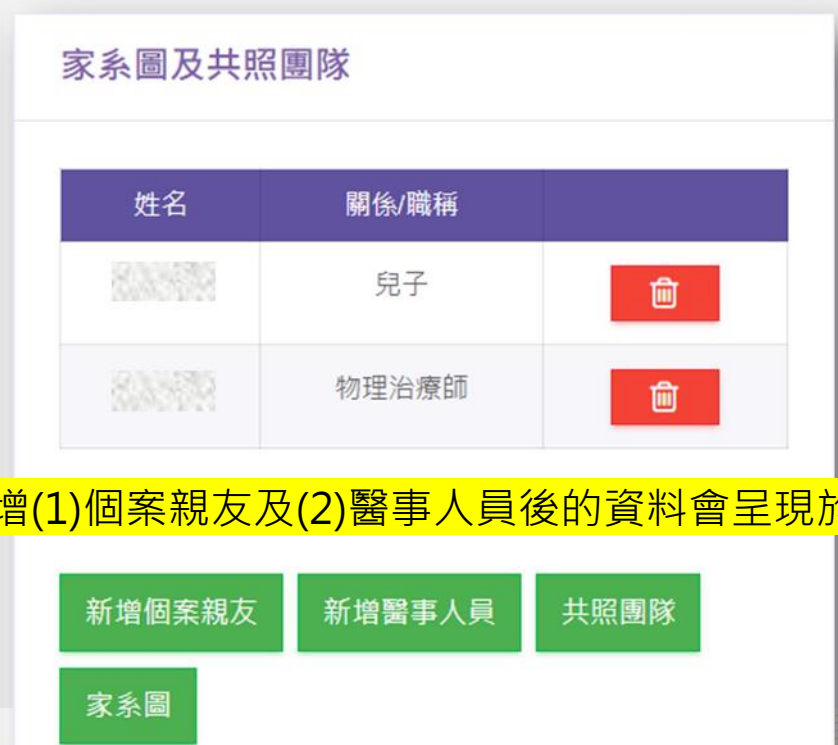 家系圖及共照團隊
姓名 關係/職稱
兒子
物理治療師
增(1)個案親友及(2)醫事人員後的資料會呈現於
新增個案親友 新增醫事人員 共照團隊
家系圖